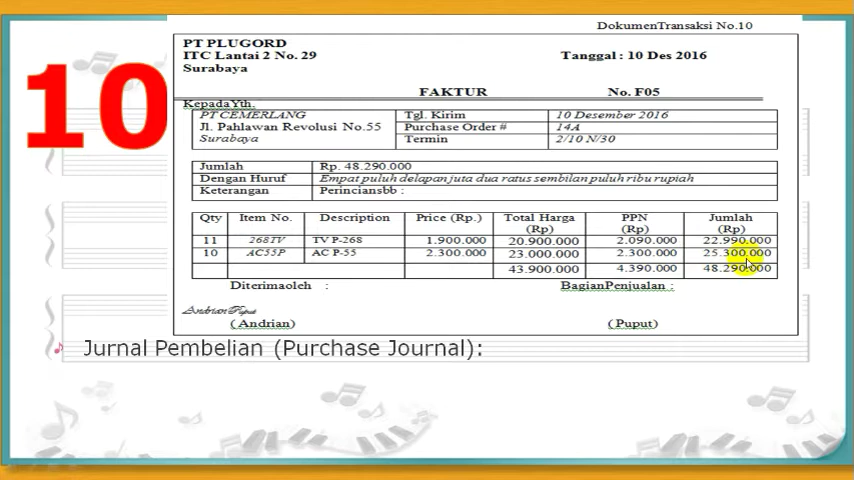 DokumenTransaksi No.10
10
PT PLUGORD
ITC Lantai 2 No. 29
Surabaya
Tanggal : 10 Des 2016
FAKTUR No. F05
KepadaYth.
PT CEMERLANG Tgl. Kirim 10 Desember 2016
Jl. Pahlawan Revolusi No.55 Purchase Order # 14A
Surabaya Termin 2/10 N/30
Jumlah Rp. 48.290.000
Dengan Huruf Empat puluh delapan juta dua ratus sembilan puluh ribu rupiah
Keterangan Perinciansbb :
Qty Item No. Description Price (Rp.) Total Harga (Rp) PPN (Rp) Jumlah (Rp)
11 268TV TV P-268 1.900.000 20.900.000 2.090.000 22.990.000
10 AC55P AC P-55 2.300.000 23.000.000 2.300.000 25.300.000
43.900.000 4.390.000 48.290.000
Diterimaoleh : BagianPenjualan :
(Andrian) (Puput)
Jurnal Pembelian (Purchase Journal):